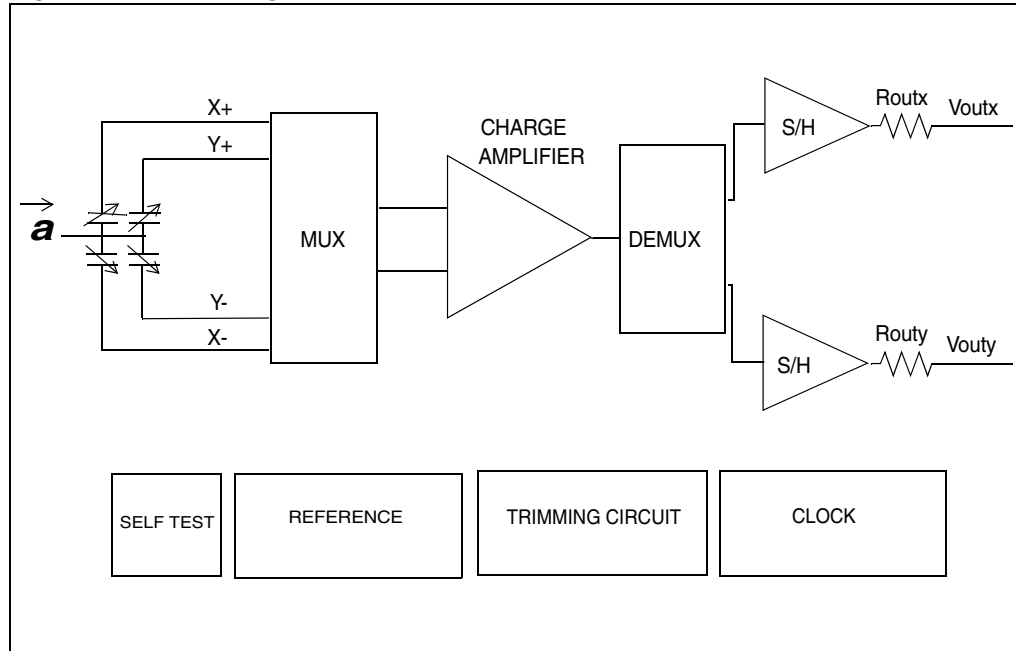 X+
Y+
CHARGE
AMPLIFIER
S/H
Routx
Voutx
a
MUX
DEMUX
Y-
X-
S/H
Routy
Vouty
SELF TEST
REFERENCE
TRIMMING CIRCUIT
CLOCK